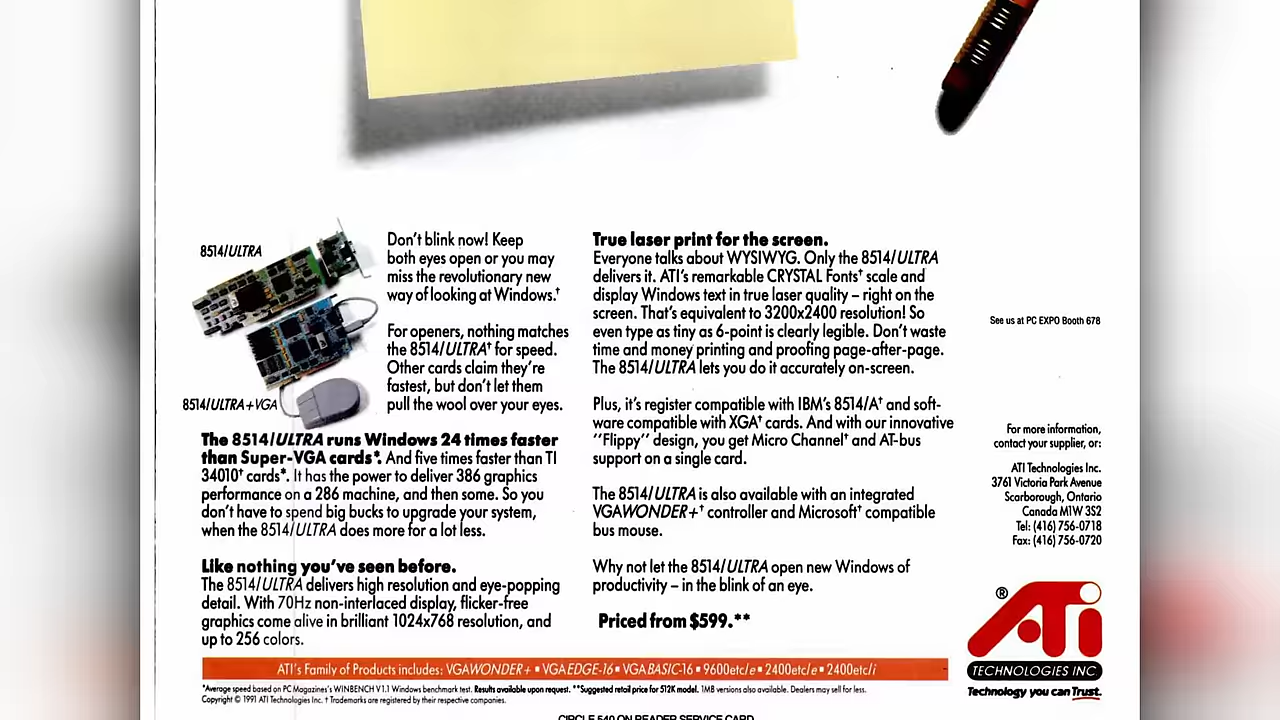 8514/ULTRA
8514/ULTRA+VGA
Don't blink now! Keep
both eyes open or you may
miss the revolutionary new
way of looking at Windows.†
For openers, nothing matches
the 8514/ULTRA† for speed.
Other cards claim they're
fastest, but don't let them
pull the wool over your eyes.
The 8514/ULTRA runs Windows 24 times faster
than Super-VGA cards*. And five times faster than TI
34010† cards*. It has the power to deliver 386 graphics
performance on a 286 machine, and then some. So you
don't have to spend big bucks to upgrade your system,
when the 8514/ULTRA does more for a lot less.
Like nothing you've seen before.
The 8514/ULTRA delivers high resolution and eye-popping
detail. With 70Hz non-interlaced display, flicker-free
graphics come alive in brilliant 1024x768 resolution, and
up to 256 colors.
True laser print for the screen.
Everyone talks about WYSIWYG. Only the 8514/ULTRA
delivers it. ATI's remarkable CRYSTAL Fonts† scale and
display Windows text in true laser quality – right on the
screen. That's equivalent to 3200x2400 resolution! So
even type as tiny as 6-point is clearly legible. Don't waste
time and money printing and proofing page-after-page.
The 8514/ULTRA lets you do it accurately on-screen.
Plus, it's register compatible with IBM's 8514/A† and soft-
ware compatible with XGA† cards. And with our innovative
"Flippy" design, you get Micro Channel† and AT-bus
support on a single card.
The 8514/ULTRA is also available with an integrated
VGAWONDER+† controller and Microsoft† compatible
bus mouse.
Why not let the 8514/ULTRA open new Windows of
productivity – in the blink of an eye.
Priced from $599.**
See us at PC EXPO Booth 678
For more information,
contact your supplier, or:
ATI Technologies Inc.
3761 Victoria Park Avenue
Scarborough, Ontario
Canada M1W 3S2
Tel: (416) 756-0718
Fax: (416) 756-0720
® ATi
TECHNOLOGIES INC
Technology you can Trust.
ATI's Family of Products includes: VGAWONDER+ ▪ VGAEDGE-16 ▪ VGABASIC-16 ▪ 9600etc/e ▪ 2400etc/e ▪ 2400etc/i
*Average speed based on PC Magazines's WINBENCH V1.1 Windows benchmark test. Results available upon request. **Suggested retail price for 512K model. 1MB versions also available. Dealers may sell for less.
Copyright © 1991 ATI Technologies Inc. † Trademarks are registered by their respective companies.
CIRCLE 540 ON READER SERVICE CARD